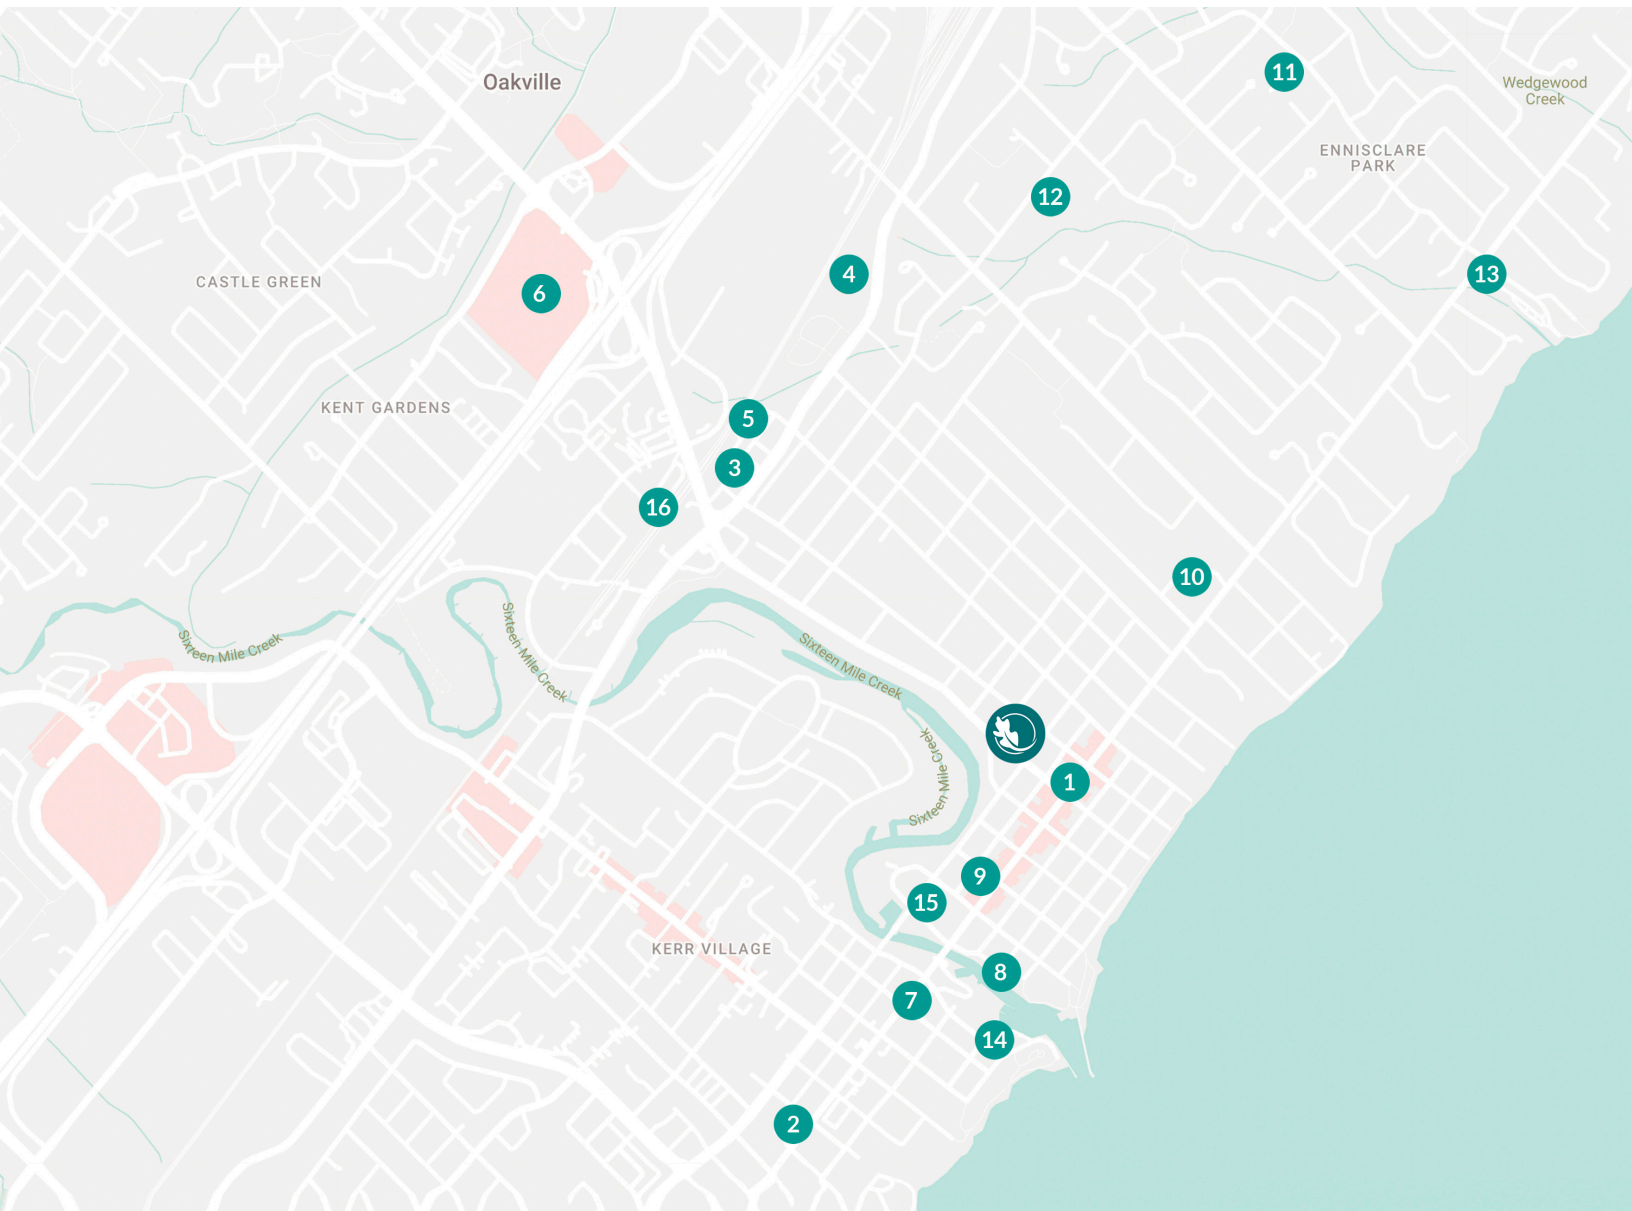 11
Oakville
Wedgewood
Creek
ENNISCLARE
PARK
12
4
13
CASTLE GREEN
6
KENT GARDENS
5
3
16
10
Sixteen Mile Creek
Sixteen Mile Creek
Sixteen Mile Creek
Sixteen Mile Creek
1
9
15
KERR VILLAGE
8
7
14
2